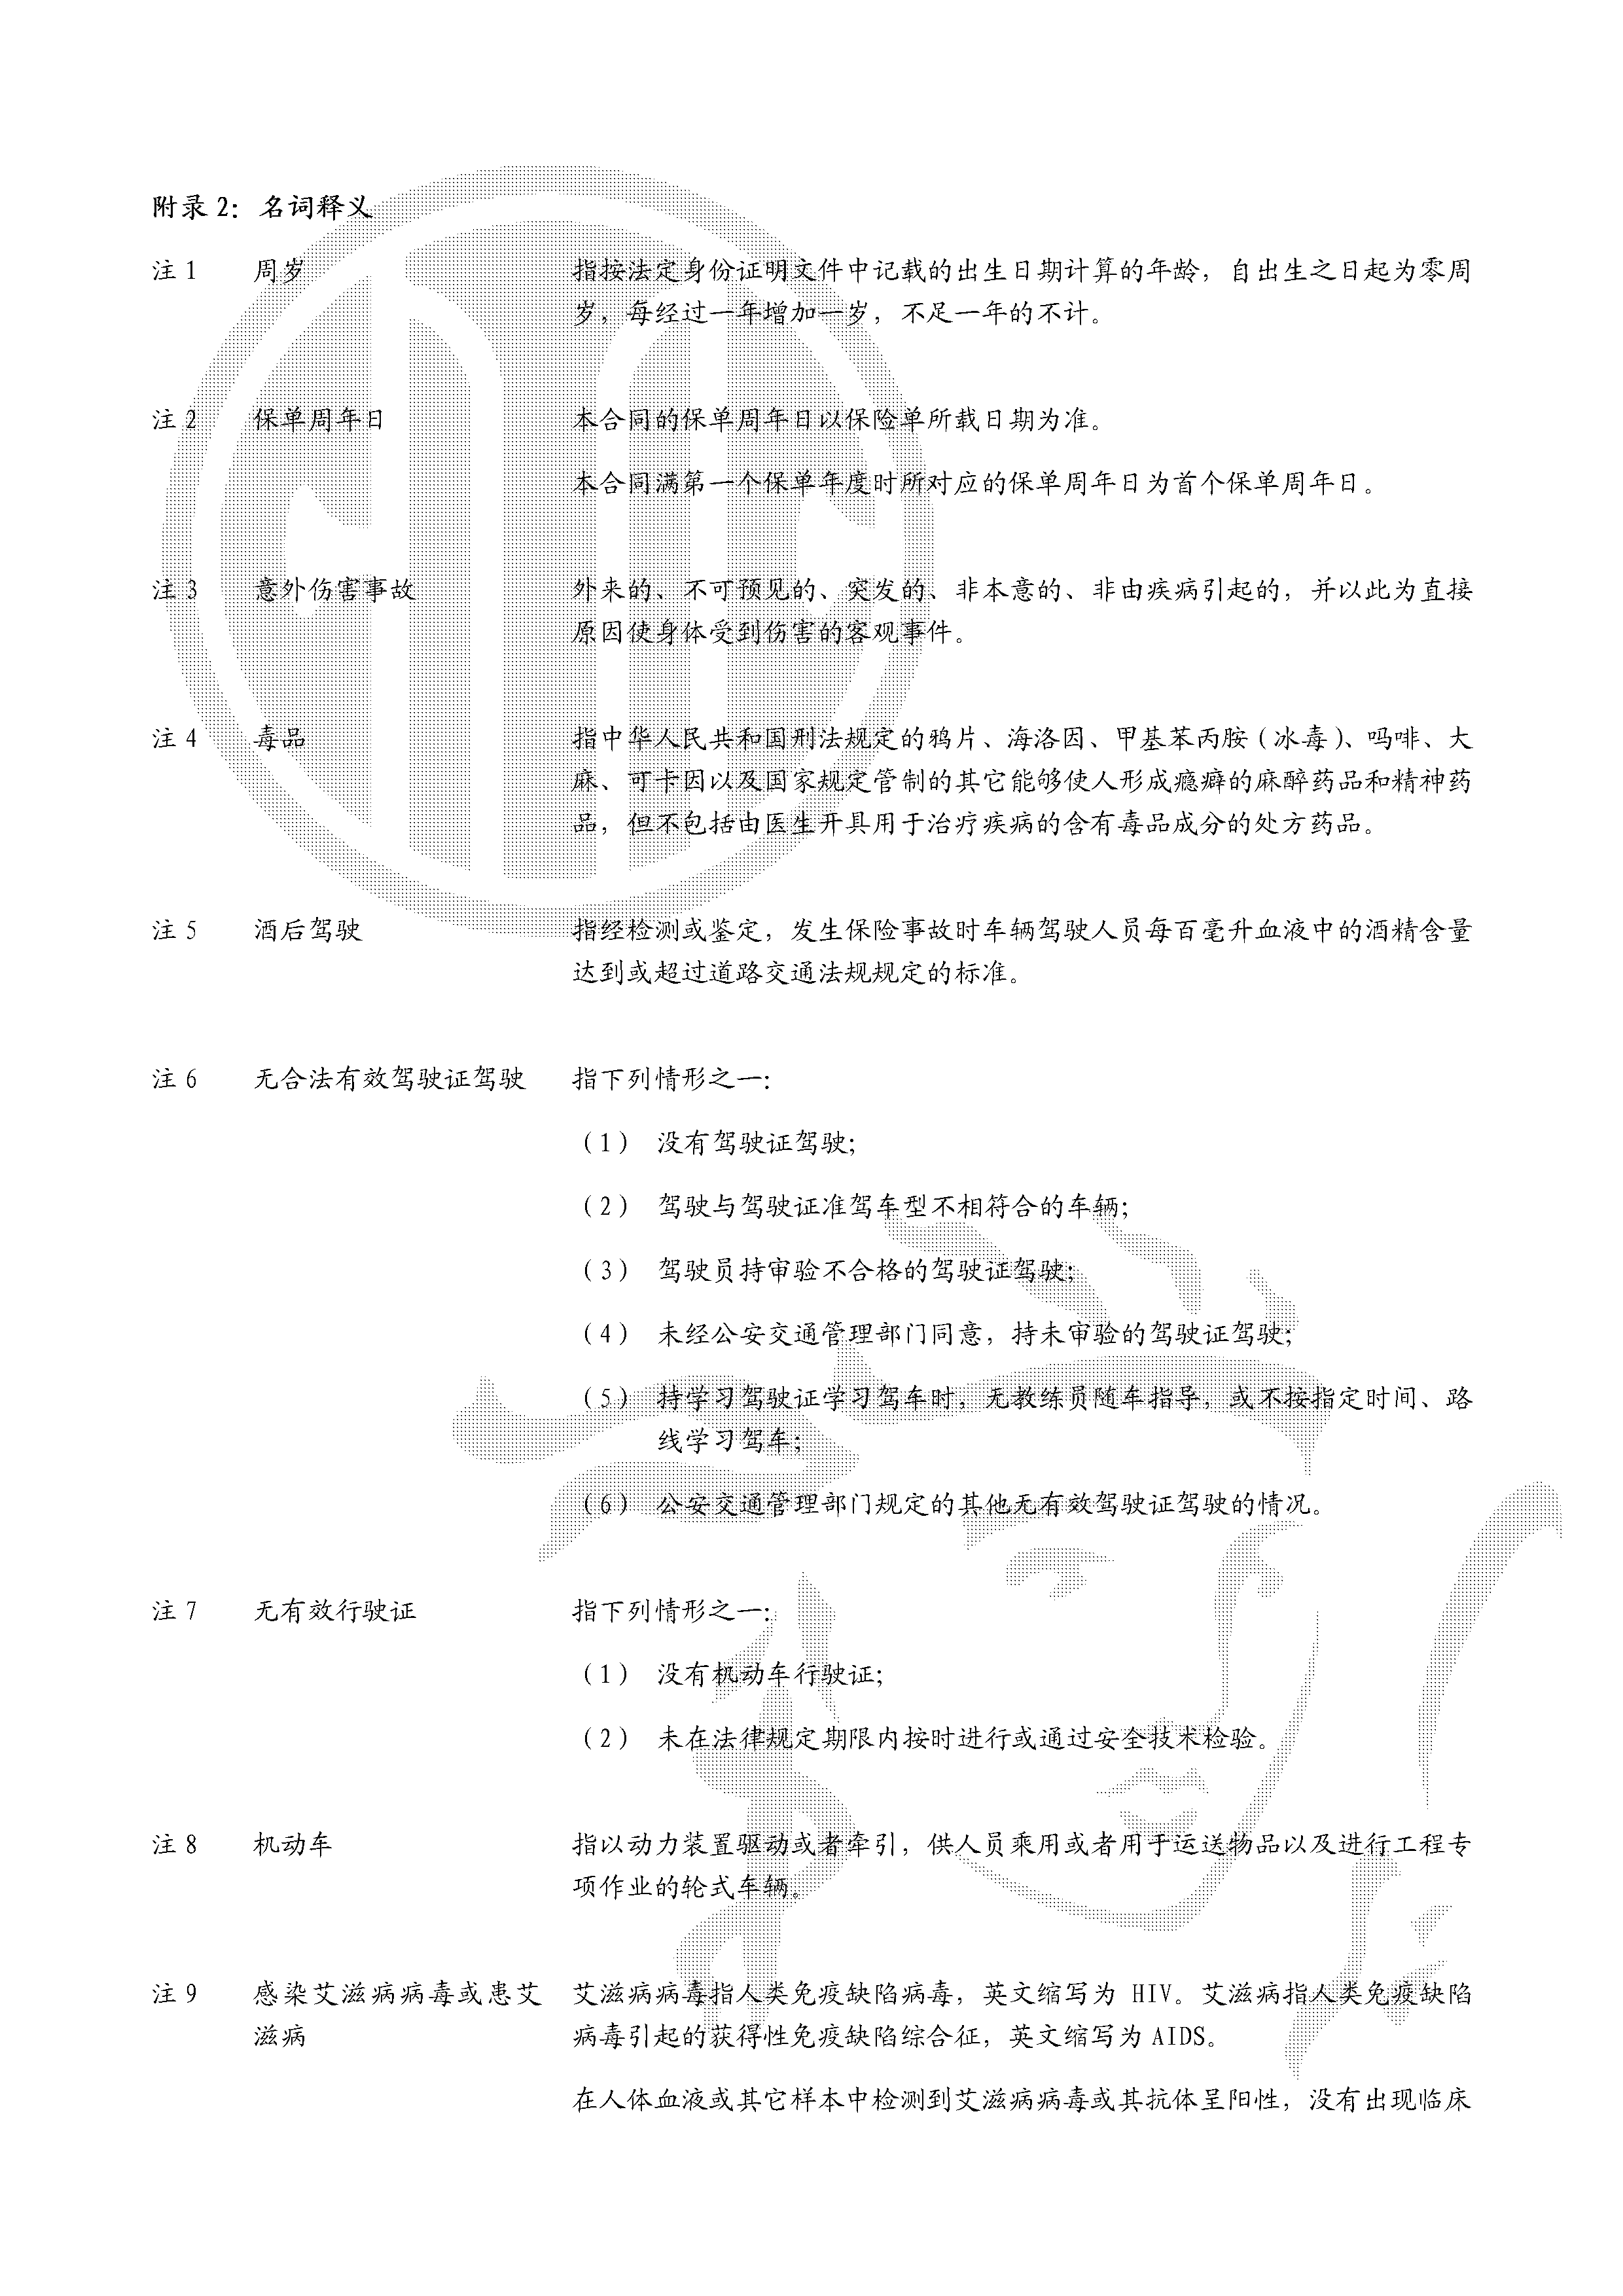 附录 2：名词释义
注 1 周岁 指按法定身份证明文件中记载的出生日期计算的年龄，自出生之日起为零周
岁，每经过一年增加一岁，不足一年的不计。
注 2 保单周年日 本合同的保单周年日以保险单所载日期为准。
本合同满第一个保单年度时所对应的保单周年日为首个保单周年日。
注 3 意外伤害事故 外来的、不可预见的、突发的、非本意的、非由疾病引起的，并以此为直接
原因使身体受到伤害的客观事件。
注 4 毒品 指中华人民共和国刑法规定的鸦片、海洛因、甲基苯丙胺（冰毒）、吗啡、大
麻、可卡因以及国家规定管制的其它能够使人形成瘾癖的麻醉药品和精神药
品，但不包括由医生开具用于治疗疾病的含有毒品成分的处方药品。
注 5 酒后驾驶 指经检测或鉴定，发生保险事故时车辆驾驶人员每百毫升血液中的酒精含量
达到或超过道路交通法规规定的标准。
注 6 无合法有效驾驶证驾驶 指下列情形之一：
（1） 没有驾驶证驾驶；
（2） 驾驶与驾驶证准驾车型不相符合的车辆；
（3） 驾驶员持审验不合格的驾驶证驾驶；
（4） 未经公安交通管理部门同意，持未审验的驾驶证驾驶；
（5） 持学习驾驶证学习驾车时，无教练员随车指导，或不按指定时间、路
线学习驾车；
（6） 公安交通管理部门规定的其他无有效驾驶证驾驶的情况。
注 7 无有效行驶证 指下列情形之一：
（1） 没有机动车行驶证；
（2） 未在法律规定期限内按时进行或通过安全技术检验。
注 8 机动车 指以动力装置驱动或者牵引，供人员乘用或者用于运送物品以及进行工程专
项作业的轮式车辆。
注 9 感染艾滋病病毒或患艾 艾滋病病毒指人类免疫缺陷病毒，英文缩写为 HIV。艾滋病指人类免疫缺陷
滋病 病毒引起的获得性免疫缺陷综合征，英文缩写为 AIDS。
在人体血液或其它样本中检测到艾滋病病毒或其抗体呈阳性，没有出现临床